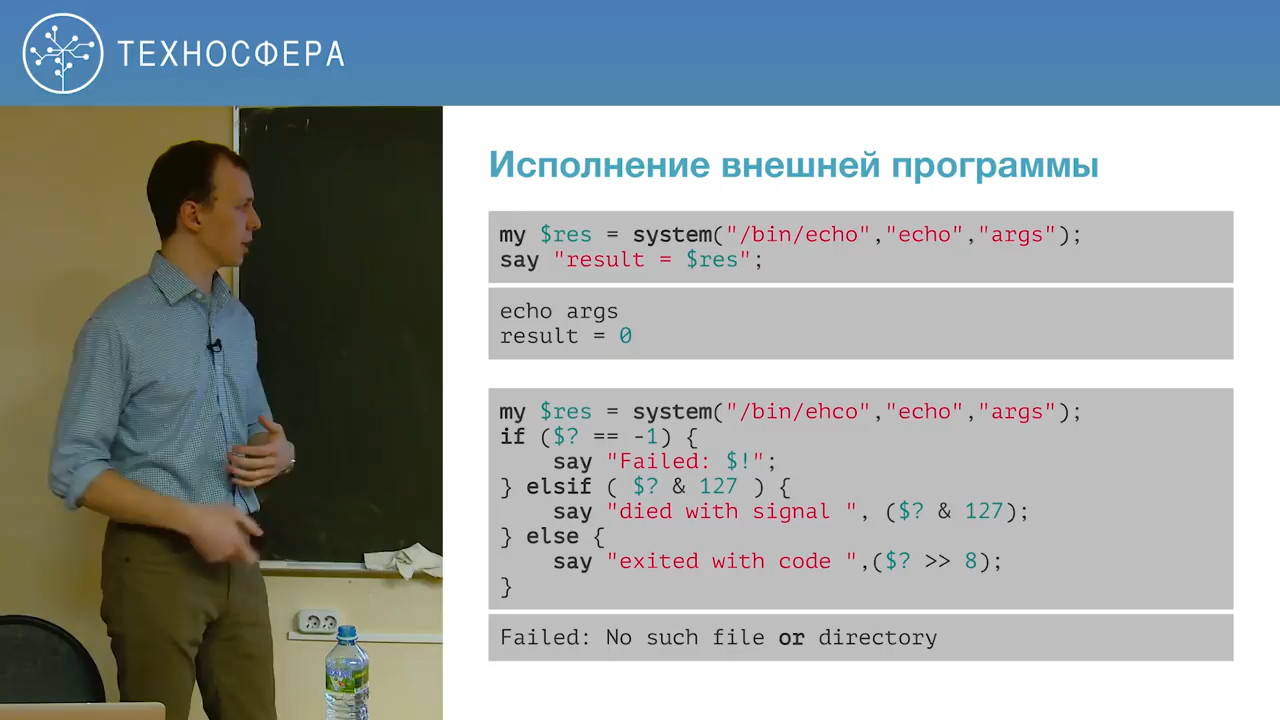 ТЕХНОСФЕРА
Исполнение внешней программы
my $res = system("/bin/echo","echo","args");
say "result = $res";
echo args
result = 0
my $res = system("/bin/ehco","echo","args");
if ($? == -1) {
    say "Failed: $!";
} elsif ( $? & 127 ) {
    say "died with signal ", ($? & 127);
} else {
    say "exited with code ",($? >> 8);
}
Failed: No such file or directory